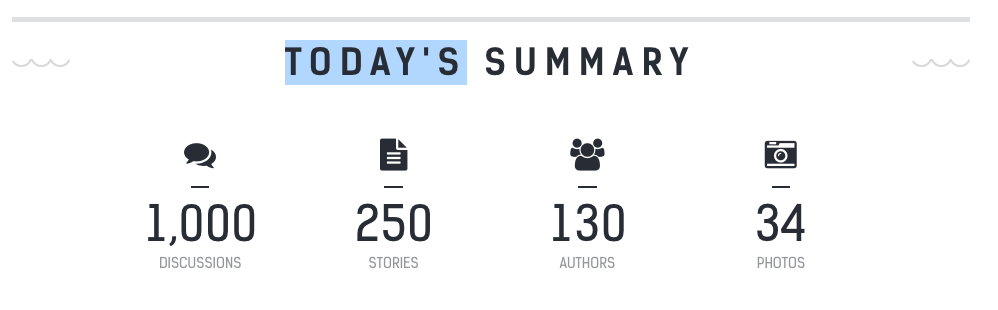 TODAY'S SUMMARY
1,000 250 130 34
DISCUSSIONS STORIES AUTHORS PHOTOS